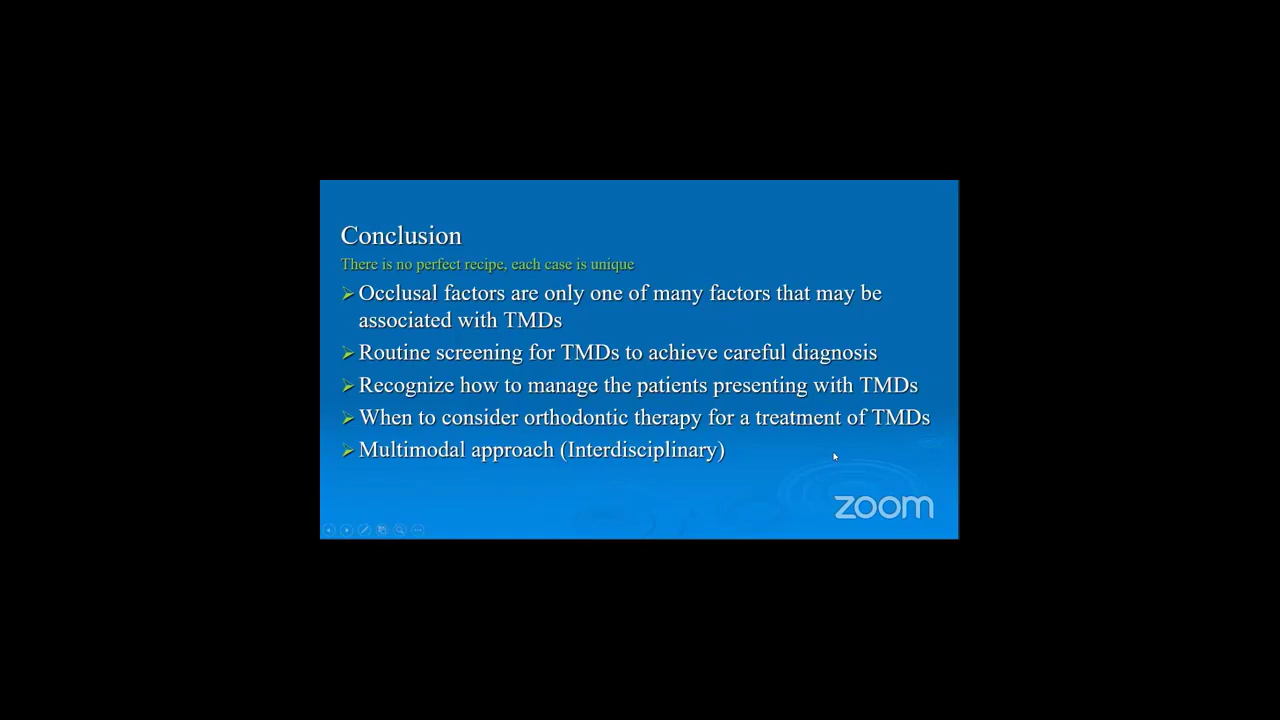 Conclusion
There is no perfect recipe, each case is unique
Occlusal factors are only one of many factors that may be
associated with TMDs
Routine screening for TMDs to achieve careful diagnosis
Recognize how to manage the patients presenting with TMDs
When to consider orthodontic therapy for a treatment of TMDs
Multimodal approach (Interdisciplinary)
zoom